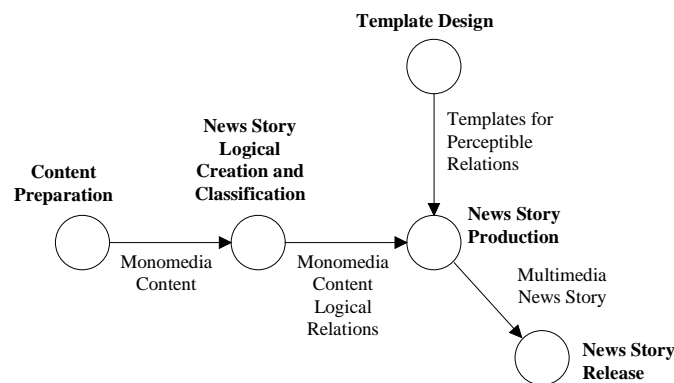 Template Design
Templates for
Perceptible
Relations
News Story
Logical
Creation and
Classification
Content
Preparation
News Story
Production
Monomedia
Content
Monomedia
Content
Logical
Relations
Multimedia
News Story
News Story
Release